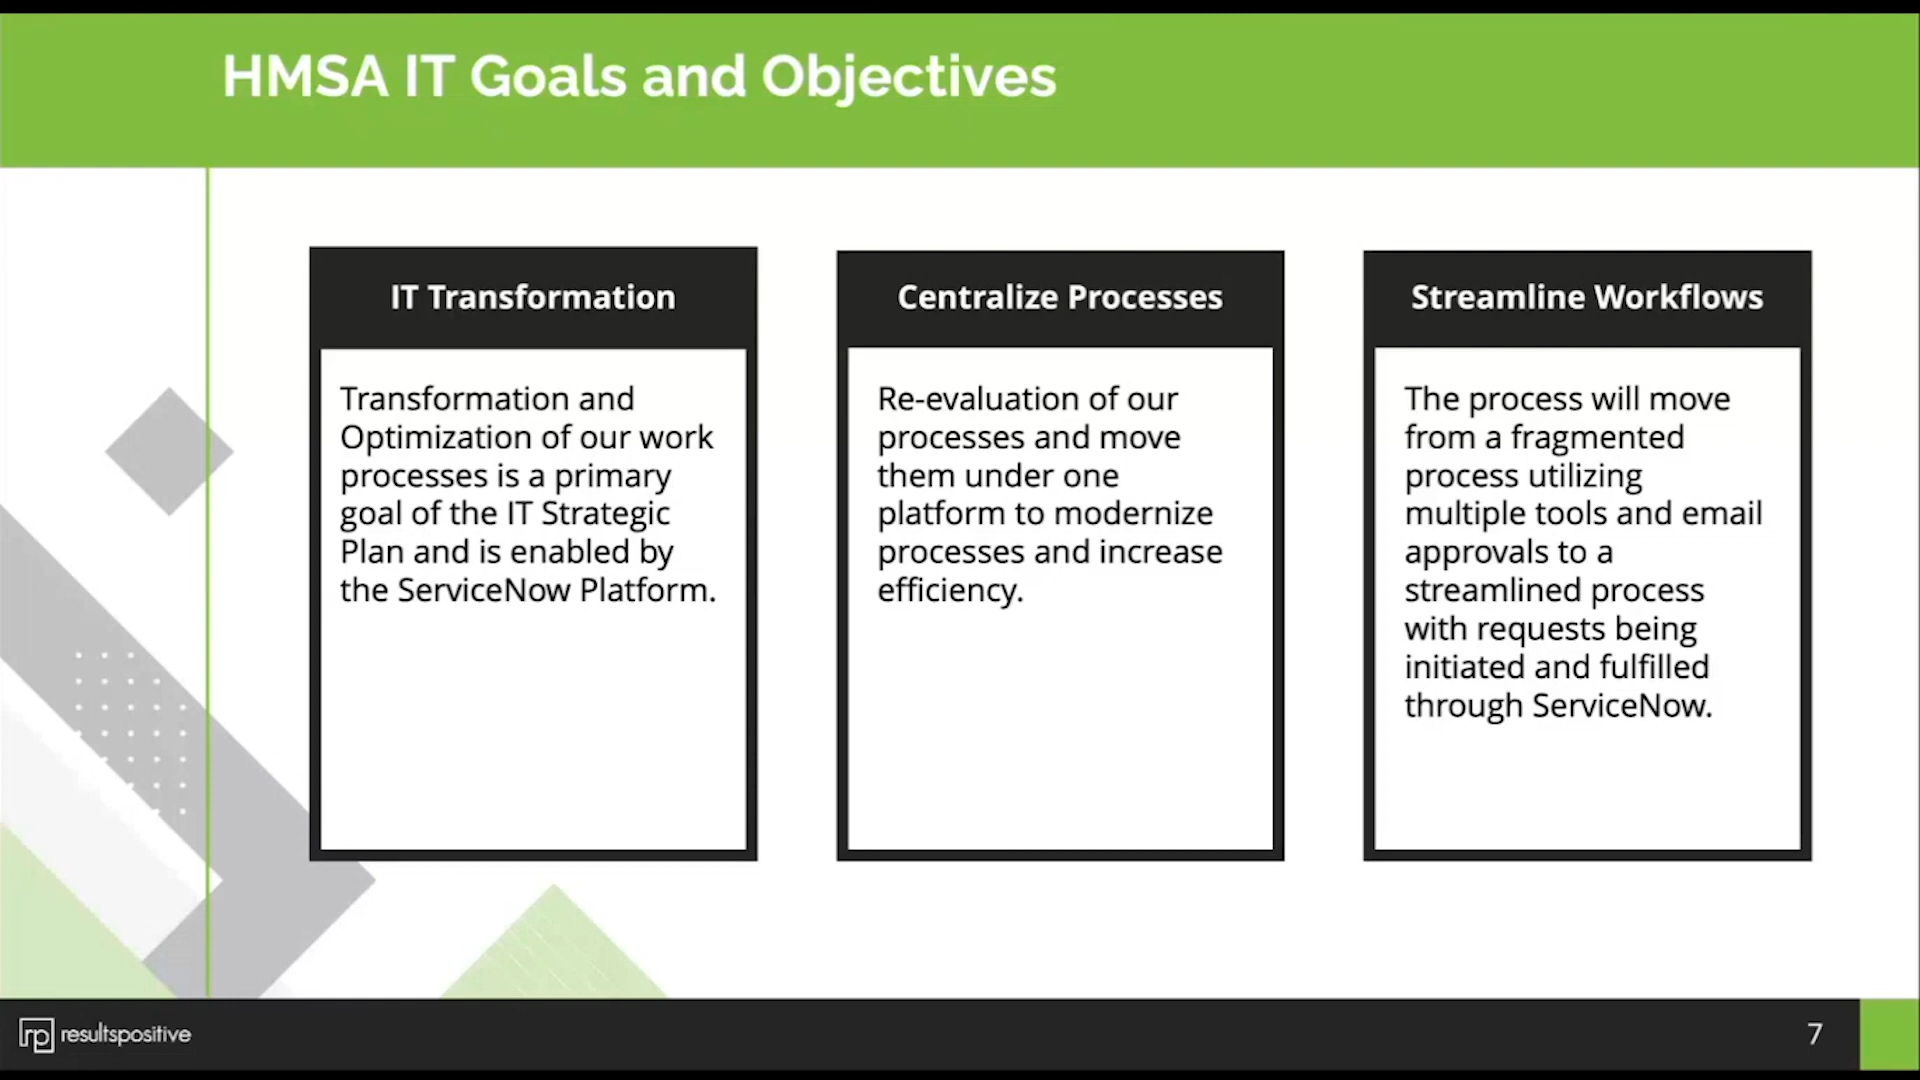 HMSA IT Goals and Objectives
IT Transformation
Transformation and
Optimization of our work
processes is a primary
goal of the IT Strategic
Plan and is enabled by
the ServiceNow Platform.
Centralize Processes
Re-evaluation of our
processes and move
them under one
platform to modernize
processes and increase
efficiency.
Streamline Workflows
The process will move
from a fragmented
process utilizing
multiple tools and email
approvals to a
streamlined process
with requests being
initiated and fulfilled
through ServiceNow.
rp resultspositive
7